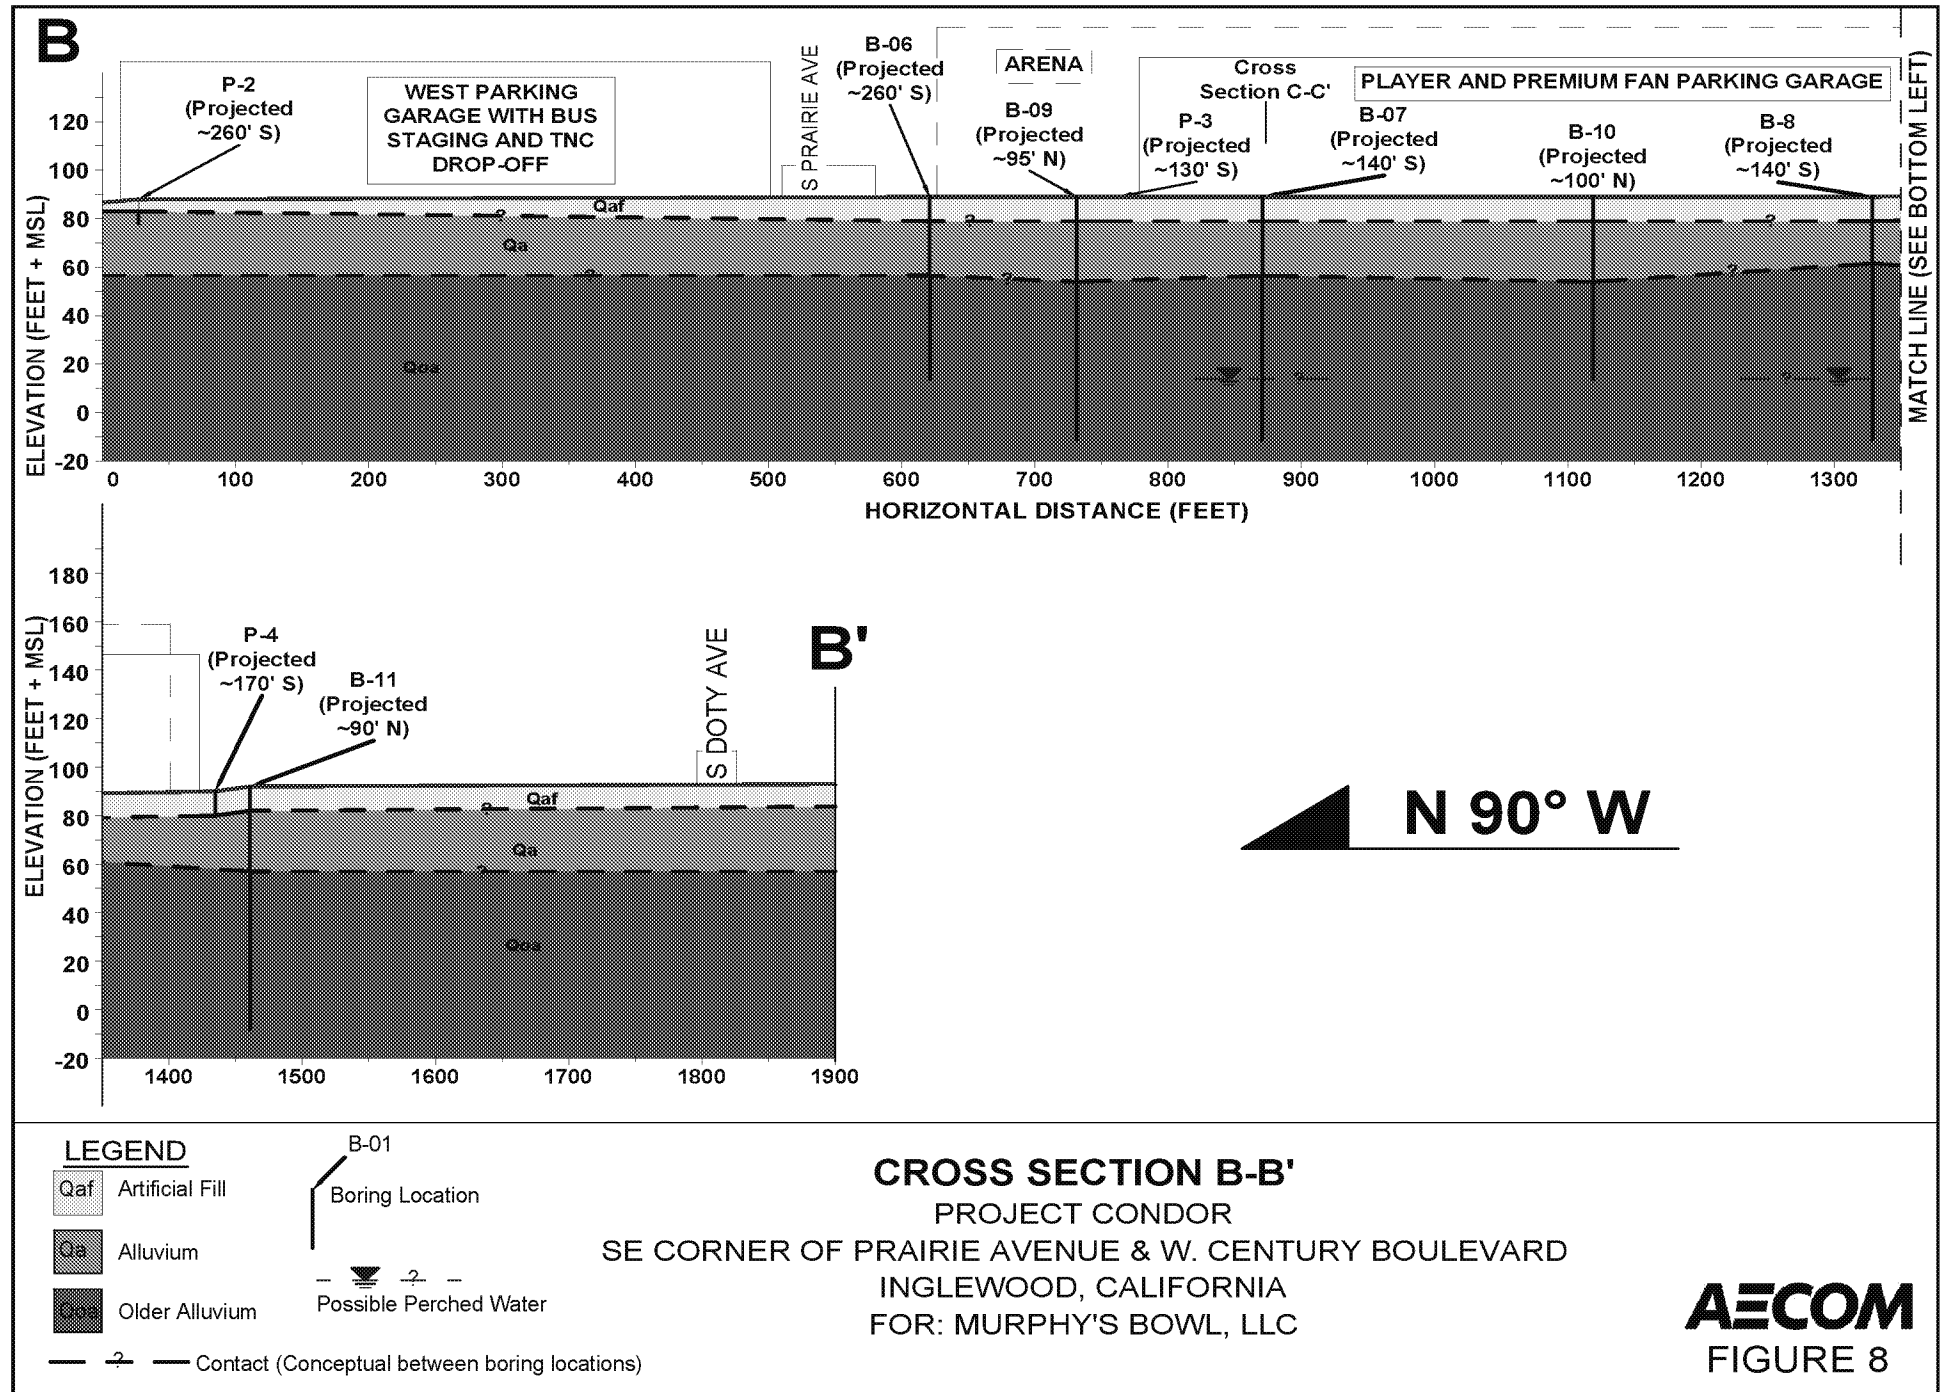 B
P-2
(Projected
~260' S)
WEST PARKING
GARAGE WITH BUS
STAGING AND TNC
DROP-OFF
S PRAIRIE AVE
B-06
(Projected
~260' S)
ARENA
B-09
(Projected
~95' N)
Cross
Section C-C'
P-3
(Projected
~130' S)
PLAYER AND PREMIUM FAN PARKING GARAGE
B-07
(Projected
~140' S)
B-10
(Projected
~100' N)
B-8
(Projected
~140' S)
MATCH LINE (SEE BOTTOM LEFT)
ELEVATION (FEET + MSL)
120
100
80
60
40
20
0
-20
Qaf
?
?
?
Qa
?
?
?
Qoa
?
?
0 100 200 300 400 500 600 700 800 900 1000 1100 1200 1300
HORIZONTAL DISTANCE (FEET)
ELEVATION (FEET + MSL)
180
160
140
120
100
80
60
40
20
0
-20
P-4
(Projected
~170' S)
B-11
(Projected
~90' N)
S DOTY AVE
B'
?
Qaf
Qa
?
Qoa
1400 1500 1600 1700 1800 1900
N 90° W
LEGEND
Qaf Artificial Fill
Qa Alluvium
Qoa Older Alluvium
B-01
Boring Location
?
Possible Perched Water
? Contact (Conceptual between boring locations)
CROSS SECTION B-B'
PROJECT CONDOR
SE CORNER OF PRAIRIE AVENUE & W. CENTURY BOULEVARD
INGLEWOOD, CALIFORNIA
FOR: MURPHY'S BOWL, LLC
AECOM
FIGURE 8